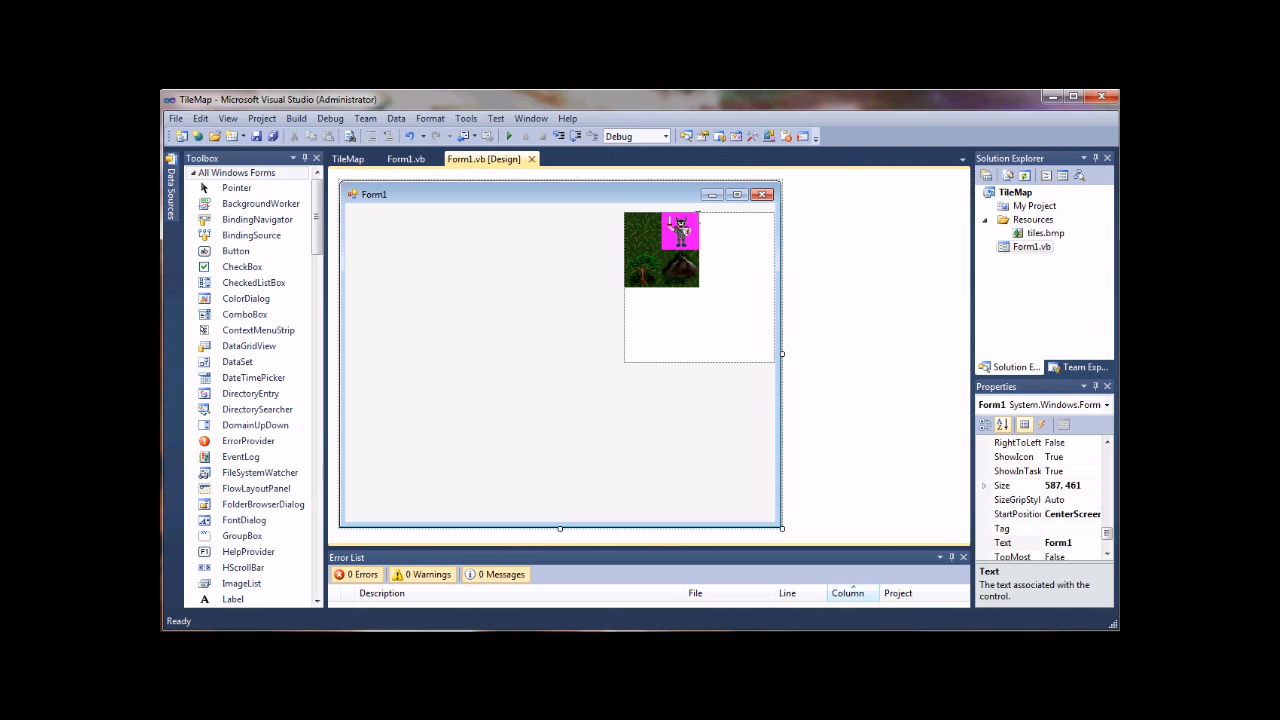 TileMap - Microsoft Visual Studio (Administrator)
File Edit View Project Build Debug Team Data Format Tools Test Window Help
Debug
Data Sources
Toolbox
All Windows Forms
Pointer
BackgroundWorker
BindingNavigator
BindingSource
Button
CheckBox
CheckedListBox
ColorDialog
ComboBox
ContextMenuStrip
DataGridView
DataSet
DateTimePicker
DirectoryEntry
DirectorySearcher
DomainUpDown
ErrorProvider
EventLog
FileSystemWatcher
FlowLayoutPanel
FolderBrowserDialog
FontDialog
GroupBox
HelpProvider
HScrollBar
ImageList
Label
TileMap Form1.vb Form1.vb [Design]
Form1
Error List
0 Errors 0 Warnings 0 Messages
Description File Line Column Project
Solution Explorer
TileMap
My Project
Resources
tiles.bmp
Form1.vb
Solution E... Team Exp...
Properties
Form1 System.Windows.Form
RightToLeft False
ShowIcon True
ShowInTask True
Size 587, 461
SizeGripStyl Auto
StartPosition CenterScreen
Tag
Text Form1
TopMost False
Text
The text associated with the
control.
Ready